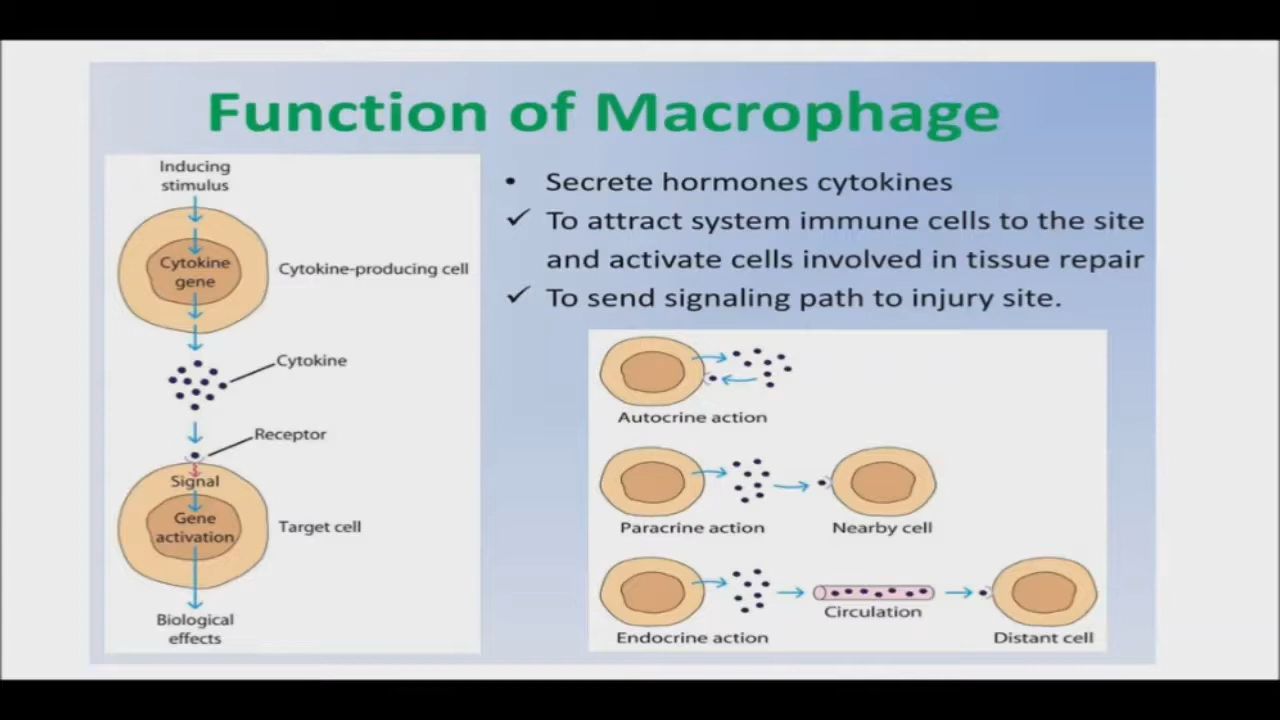 Function of Macrophage
Inducing
stimulus
Cytokine
gene
Cytokine-producing cell
Cytokine
Receptor
Signal
Gene
activation
Target cell
Biological
effects
• Secrete hormones cytokines
✓ To attract system immune cells to the site
and activate cells involved in tissue repair
✓ To send signaling path to injury site.
Autocrine action
Paracrine action
Nearby cell
Circulation
Endocrine action
Distant cell